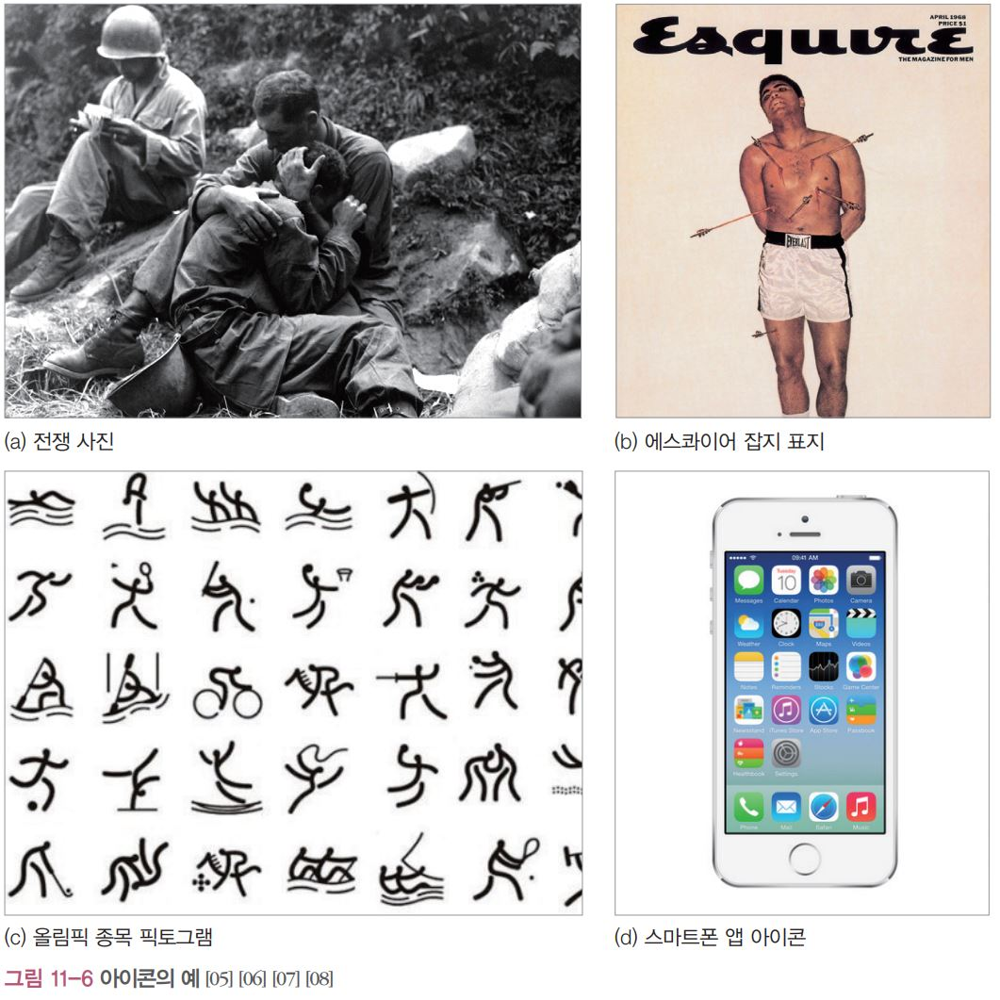 APRIL 1968
PRICE $1
Esquire
THE MAGAZINE FOR MEN
EVERLAST
(a) 전쟁 사진
(b) 에스콰이어 잡지 표지
09:41 AM
Tuesday
10
Messages Calendar Photos Camera
Weather Clock Maps Videos
Notes Reminders Stocks Game Center
Newsstand iTunes Store App Store Passbook
Healthbook Settings
Phone Mail Safari Music
(c) 올림픽 종목 픽토그램
(d) 스마트폰 앱 아이콘
그림 11-6 아이콘의 예 [05] [06] [07] [08]